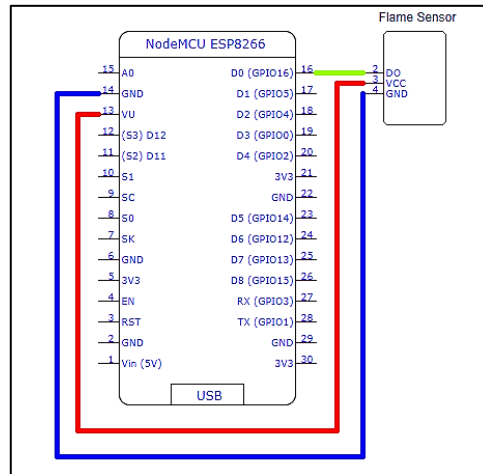 Flame Sensor
NodeMCU ESP8266
15 A0 D0 (GPIO16) 16 2 DO
3 VCC
14 GND D1 (GPIO5) 17 4 GND
13 VU D2 (GPIO4) 18
12 (S3) D12 D3 (GPIO0) 19
11 (S2) D11 D4 (GPIO2) 20
10 S1 3V3 21
9 SC GND 22
8 S0 D5 (GPIO14) 23
7 SK D6 (GPIO12) 24
6 GND D7 (GPIO13) 25
5 3V3 D8 (GPIO15) 26
4 EN RX (GPIO3) 27
3 RST TX (GPIO1) 28
2 GND GND 29
1 Vin (5V) 3V3 30
USB